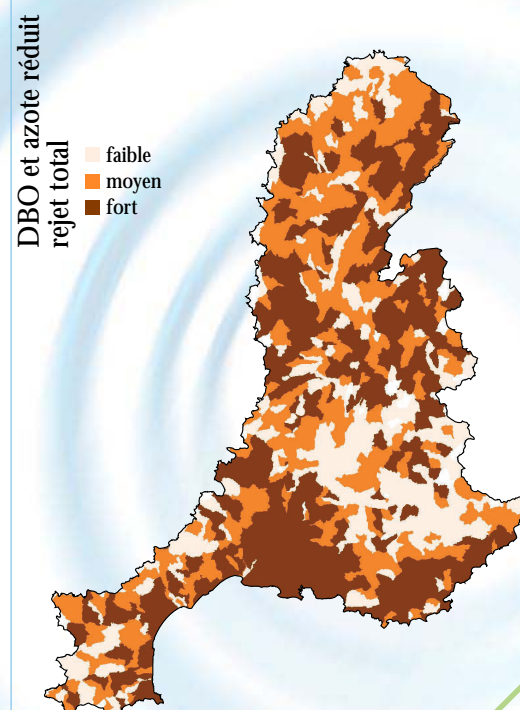 DBO et azote réduit
rejet total
faible
moyen
fort